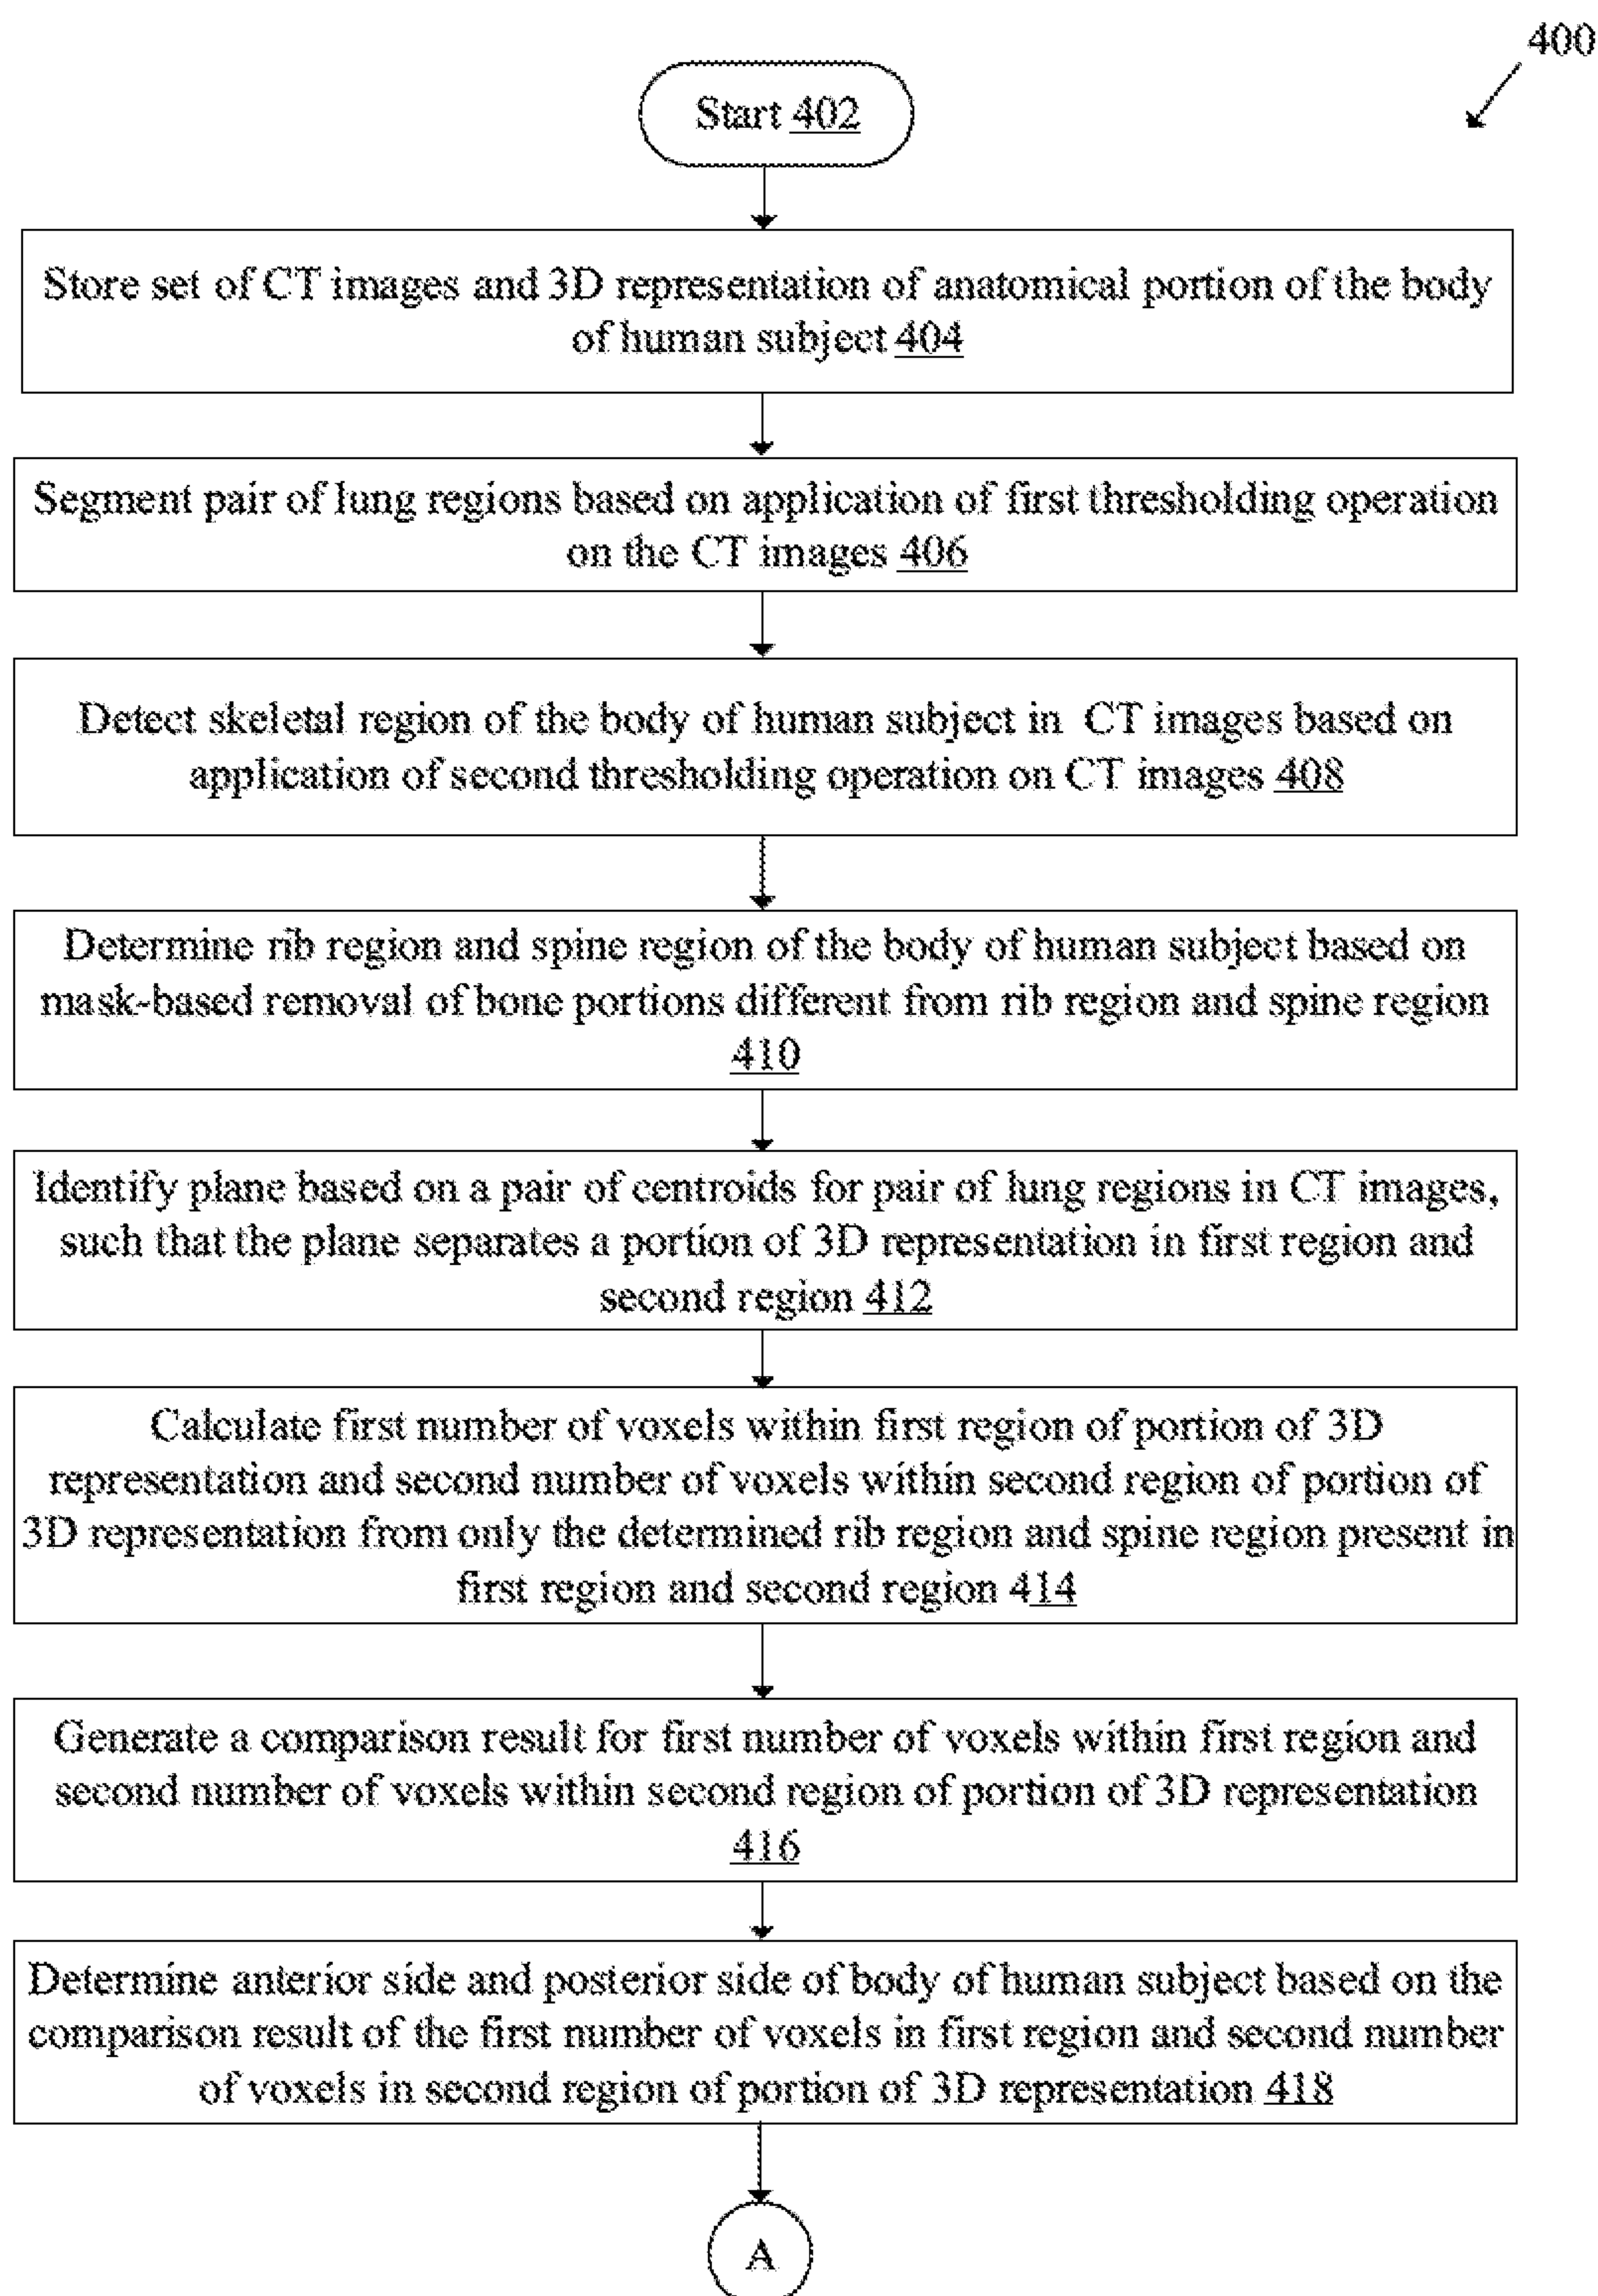 400
Start 402
Store set of CT images and 3D representation of anatomical portion of the body
of human subject 404
Segment pair of lung regions based on application of first thresholding operation
on the CT images 406
Detect skeletal region of the body of human subject in CT images based on
application of second thresholding operation on CT images 408
Determine rib region and spine region of the body of human subject based on
mask-based removal of bone portions different from rib region and spine region
410
Identify plane based on a pair of centroids for pair of lung regions in CT images,
such that the plane separates a portion of 3D representation in first region and
second region 412
Calculate first number of voxels within first region of portion of 3D
representation and second number of voxels within second region of portion of
3D representation from only the determined rib region and spine region present in
first region and second region 414
Generate a comparison result for first number of voxels within first region and
second number of voxels within second region of portion of 3D representation
416
Determine anterior side and posterior side of body of human subject based on the
comparison result of the first number of voxels in first region and second number
of voxels in second region of portion of 3D representation 418
A